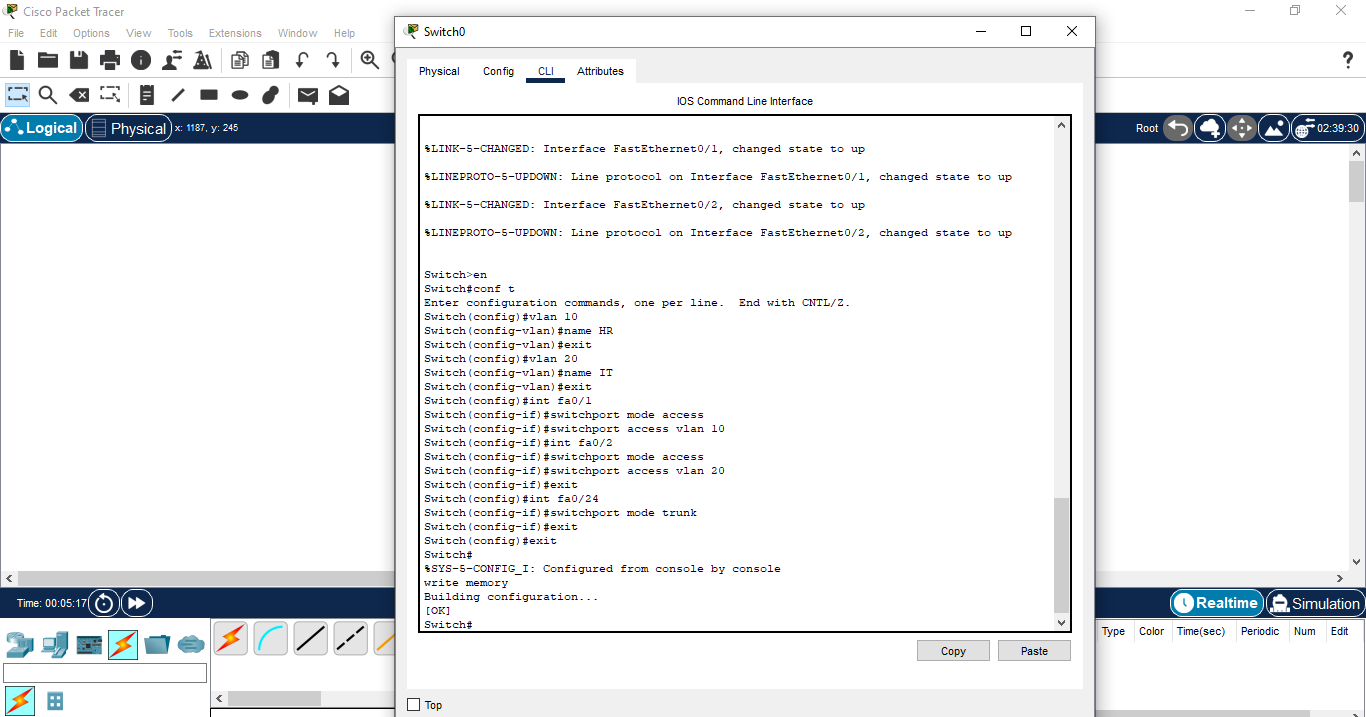 Cisco Packet Tracer
File Edit Options View Tools Extensions Window Help
Logical Physical x: 1187, y: 245
Root 02:39:30
Switch0
Physical Config CLI Attributes
IOS Command Line Interface
%LINK-5-CHANGED: Interface FastEthernet0/1, changed state to up
%LINEPROTO-5-UPDOWN: Line protocol on Interface FastEthernet0/1, changed state to up
%LINK-5-CHANGED: Interface FastEthernet0/2, changed state to up
%LINEPROTO-5-UPDOWN: Line protocol on Interface FastEthernet0/2, changed state to up
Switch>en
Switch#conf t
Enter configuration commands, one per line.  End with CNTL/Z.
Switch(config)#vlan 10
Switch(config-vlan)#name HR
Switch(config-vlan)#exit
Switch(config)#vlan 20
Switch(config-vlan)#name IT
Switch(config-vlan)#exit
Switch(config)#int fa0/1
Switch(config-if)#switchport mode access
Switch(config-if)#switchport access vlan 10
Switch(config-if)#int fa0/2
Switch(config-if)#switchport mode access
Switch(config-if)#switchport access vlan 20
Switch(config-if)#exit
Switch(config)#int fa0/24
Switch(config-if)#switchport mode trunk
Switch(config-if)#exit
Switch(config)#exit
Switch#
%SYS-5-CONFIG_I: Configured from console by console
write memory
Building configuration...
[OK]
Switch#
Copy Paste
Top
Time: 00:05:17
Realtime Simulation
Type Color Time(sec) Periodic Num Edit